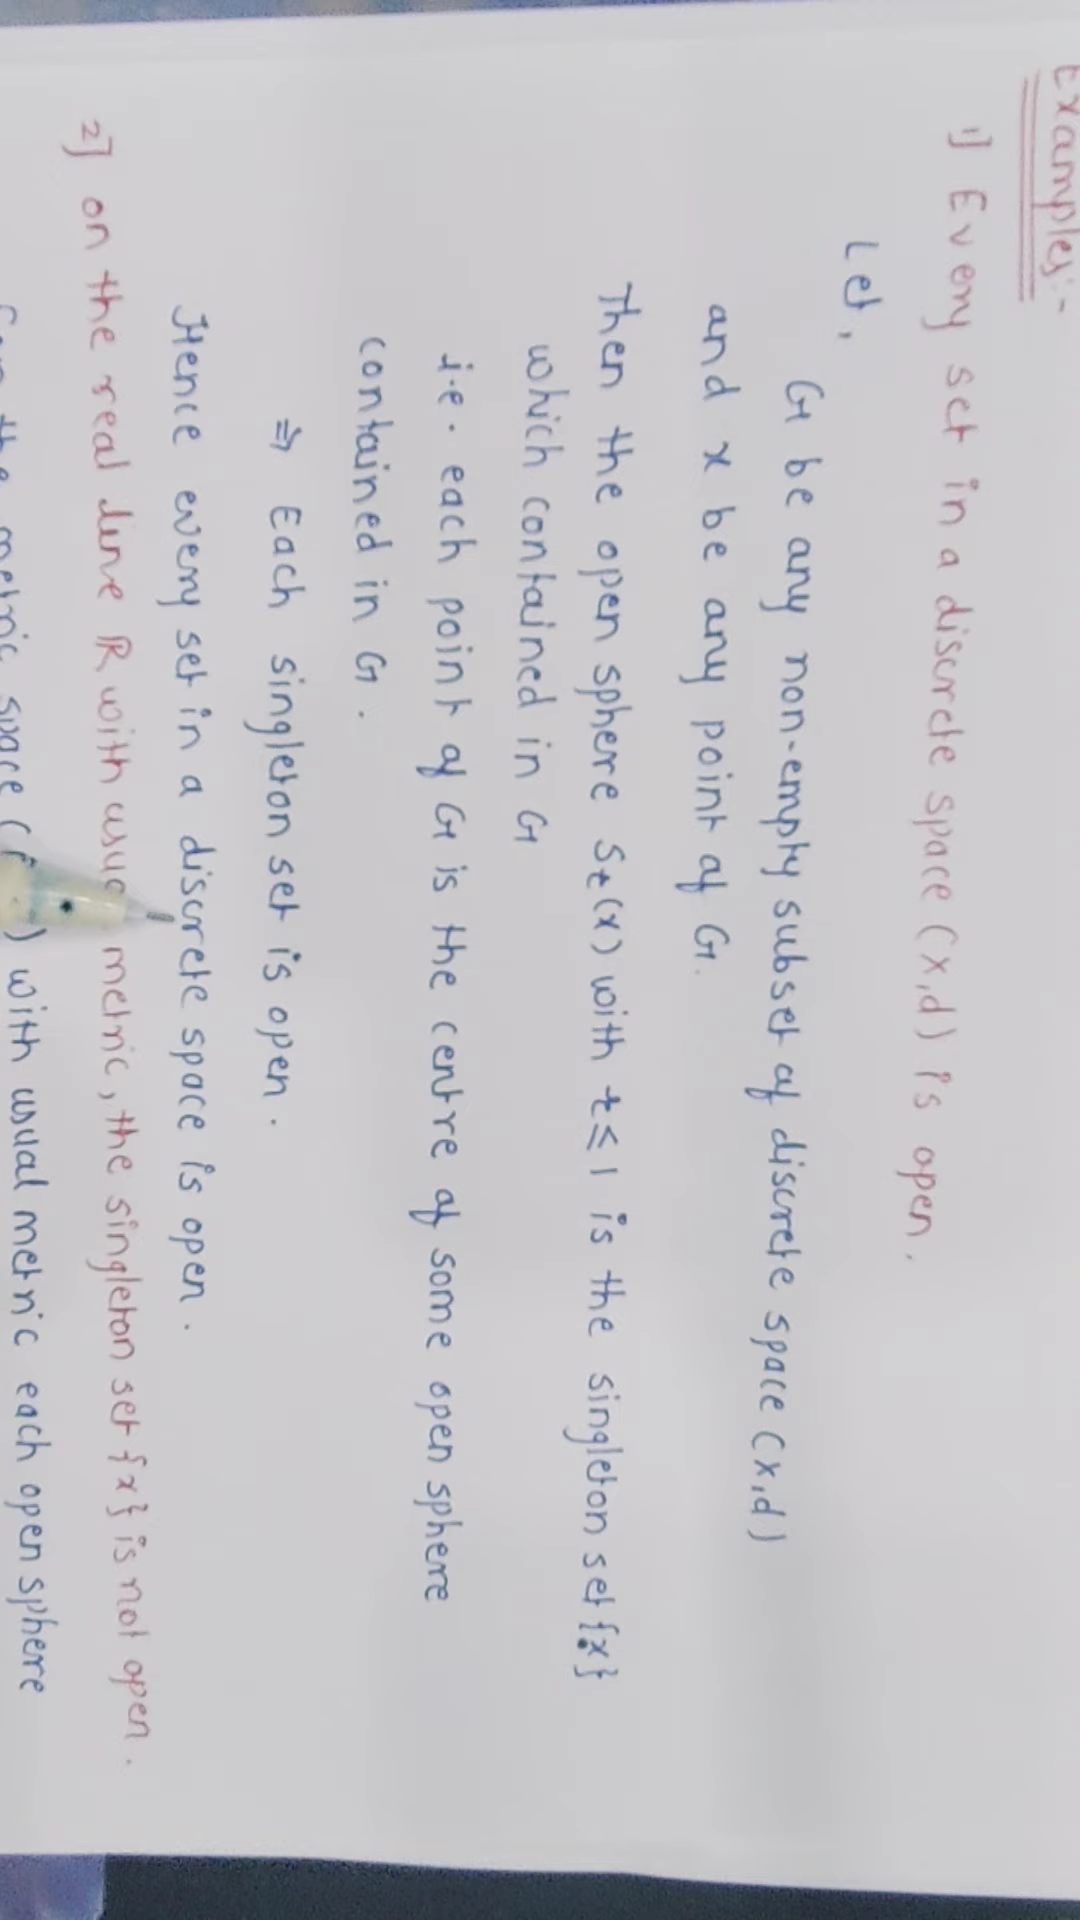 Examples:-
1] Every set in a discrete space (X,d) is open.
Let,
G be any non-empty subset of discrete space (X,d)
and x be any point of G.
Then the open sphere St(x) with t≤1 is the singleton set {x}
which contained in G
i.e. each point of G is the centre of some open sphere
contained in G.
⇒ Each singleton set is open.
Hence every set in a discrete space is open.
2] on the real line R with metric, the singleton set {x} is not open.
metric space with usual metric each open sphere